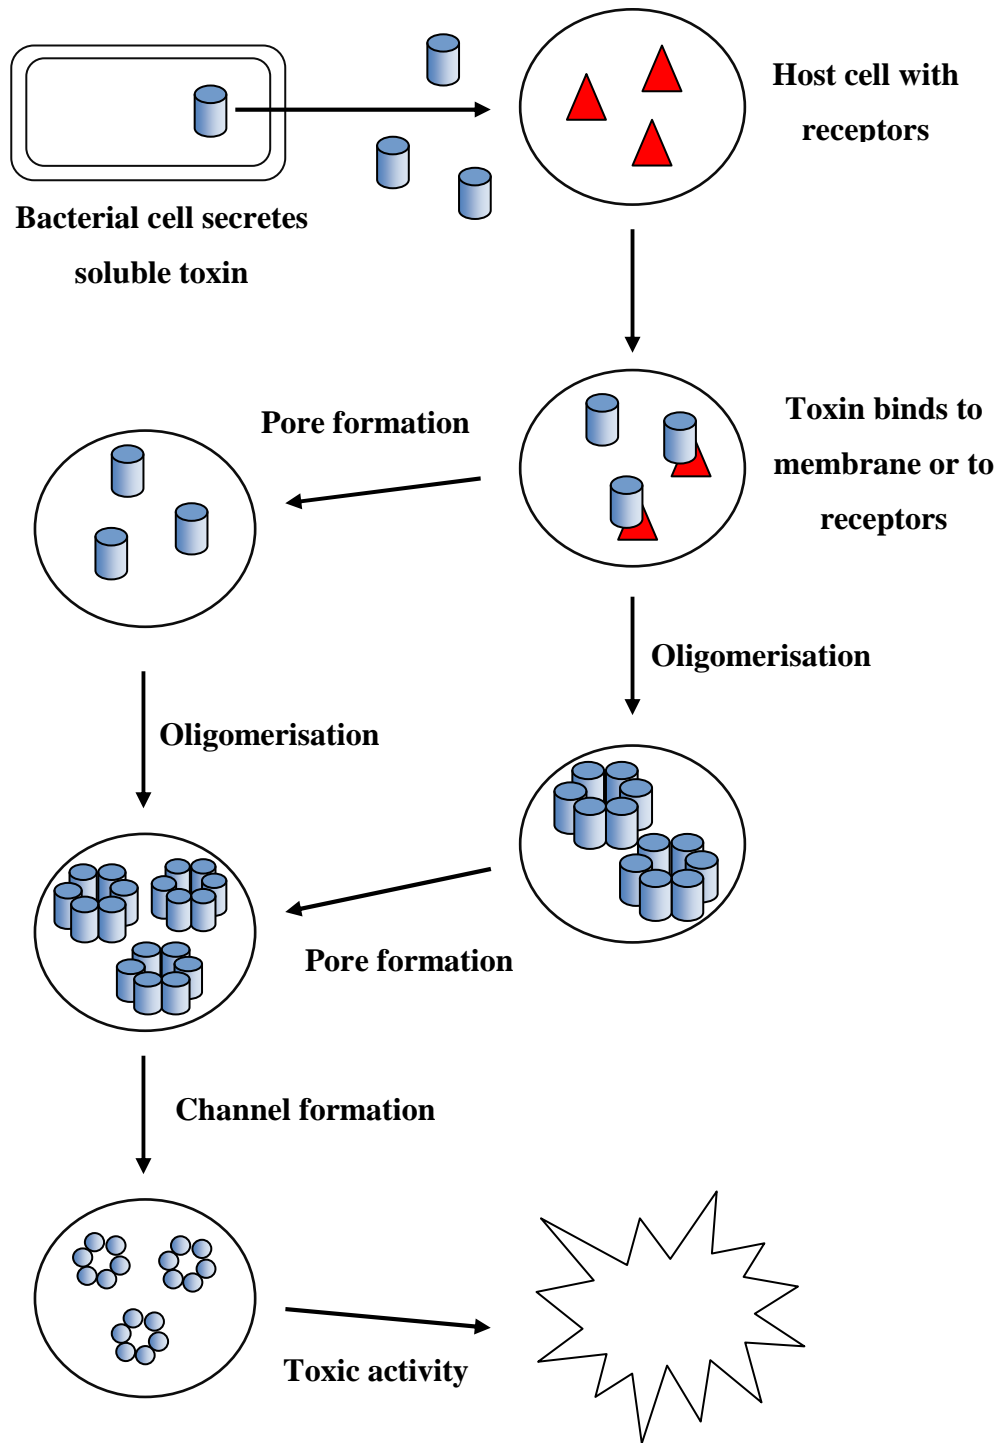 Host cell with
receptors
Bacterial cell secretes
soluble toxin
Pore formation
Toxin binds to
membrane or to
receptors
Oligomerisation
Oligomerisation
Pore formation
Channel formation
Toxic activity